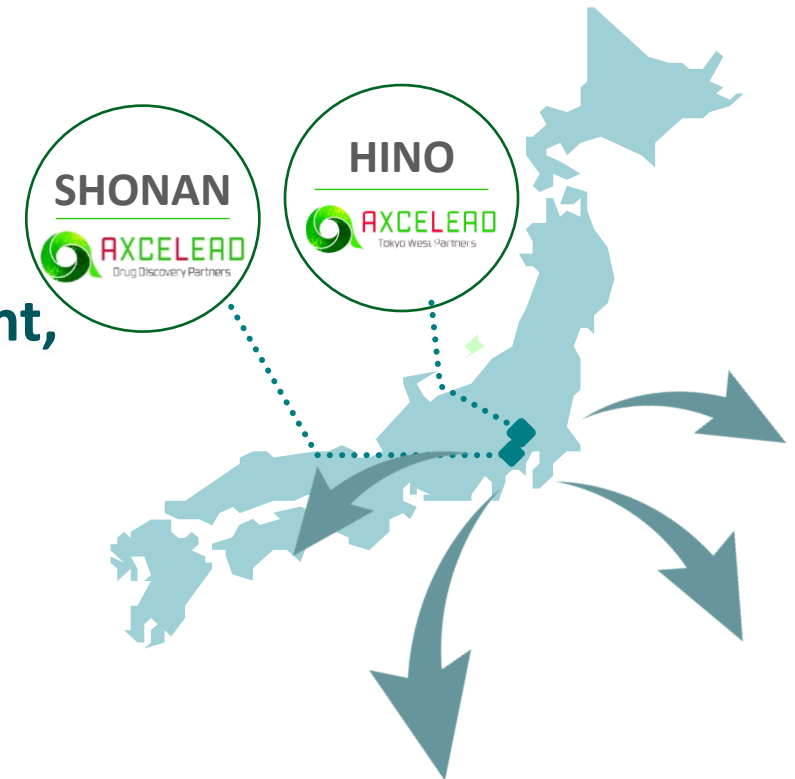 SHONAN
AXCELEAD
Drug Discovery Partners
HINO
AXCELEAD
Tokyo West Partners
nt,